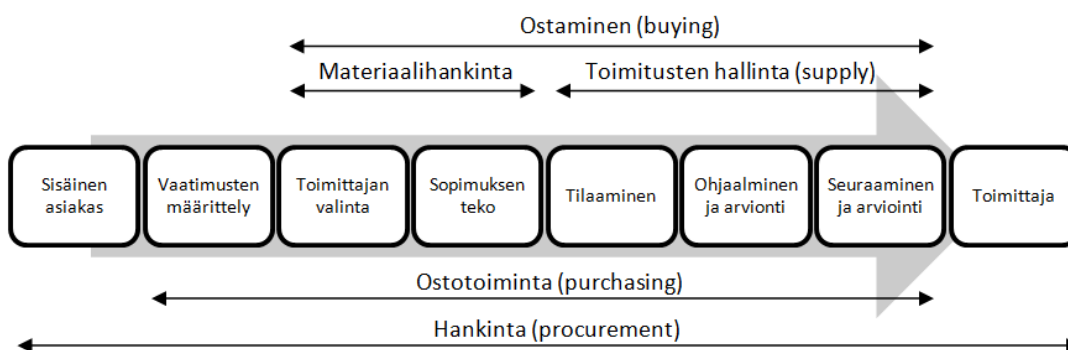 Ostaminen (buying)
Materiaalihankinta
Toimitusten hallinta (supply)
Sisäinen
asiakas
Vaatimusten
määrittely
Toimittajan
valinta
Sopimuksen
teko
Tilaaminen
Ohjaalminen
ja arvionti
Seuraaminen
ja arviointi
Toimittaja
Ostotoiminta (purchasing)
Hankinta (procurement)